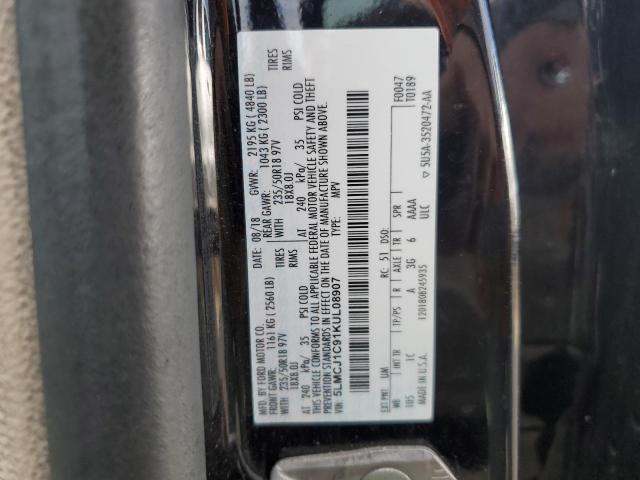 MFD. BY FORD MOTOR CO.
DATE: 08/18 GVWR: 2195 KG ( 4840 LB)
FRONT GAWR: 1161 KG ( 2560 LB) REAR GAWR: 1043 KG ( 2300 LB)
WITH 235/50R18 97V TIRES WITH 235/50R18 97V TIRES
18X8.0J RIMS 18X8.0J RIMS
AT 240 kPa/ 35 PSI COLD AT 240 kPa/ 35 PSI COLD
THIS VEHICLE CONFORMS TO ALL APPLICABLE FEDERAL MOTOR VEHICLE SAFETY AND THEFT
PREVENTION STANDARDS IN EFFECT ON THE DATE OF MANUFACTURE SHOWN ABOVE.
VIN: 5LMCJ1C91KUL08907 TYPE: MPV
F0047
T0189
EXT PNT: UM RC: 51 DSO:
WB INT TR TP/PS R AXLE TR SPR
105 1C A 3G 6 AAAA
MADE IN U.S.A. ULC
1201808245935 5U5A-3520472-AA